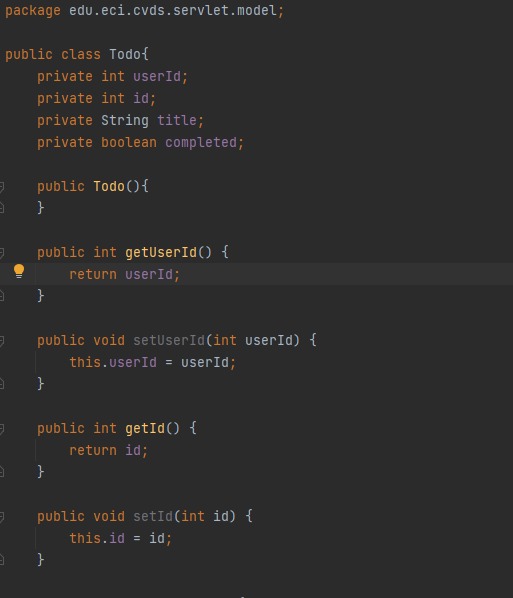 package edu.eci.cvds.servlet.model;
public class Todo{
private int userId;
private int id;
private String title;
private boolean completed;
public Todo(){
}
public int getUserId() {
return userId;
}
public void setUserId(int userId) {
this.userId = userId;
}
public int getId() {
return id;
}
public void setId(int id) {
this.id = id;
}